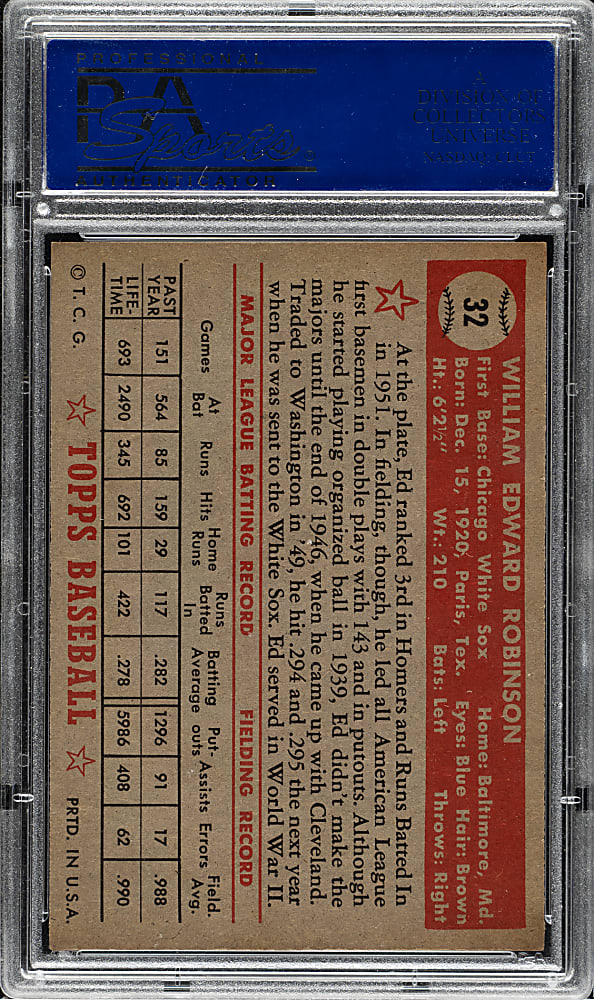 PROFESSIONAL
PSA
Sports
AUTHENTICATOR
A
DIVISION OF
COLLECTORS
UNIVERSE
NASDAQ: CLCT
32
WILLIAM EDWARD ROBINSON
First Base: Chicago White Sox Home: Baltimore, Md.
Born: Dec. 15, 1920, Paris, Tex. Eyes: Blue Hair: Brown
Ht.: 6'2½" Wt.: 210 Bats: Left Throws: Right
At the plate, Ed ranked 3rd in Homers and Runs Batted In
in 1951. In fielding, though, he led all American League
first basemen in double plays with 143 and in putouts. Although
he started playing organized ball in 1939, Ed didn't make the
majors until the end of 1946, when he came up with Cleveland.
Traded to Washington in '49, he hit .294 and .295 the next year
when he was sent to the White Sox. Ed served in World War II.
MAJOR LEAGUE BATTING RECORD FIELDING RECORD
Games At Bat Runs Hits Home Runs Runs Batted In Batting Average Put-outs Assists Errors Field. Avg.
PAST YEAR 151 564 85 159 29 117 .282 1296 91 17 .988
LIFE-TIME 693 2490 345 692 101 422 .278 5986 408 62 .990
© T. C. G. ☆ TOPPS BASEBALL ☆ PRTD. IN U.S.A.